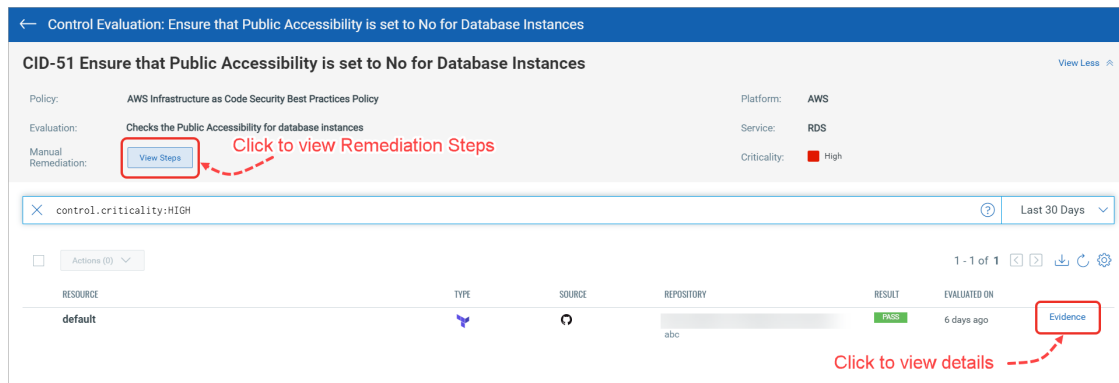 ← Control Evaluation: Ensure that Public Accessibility is set to No for Database Instances
CID-51 Ensure that Public Accessibility is set to No for Database Instances
View Less
Policy: AWS Infrastructure as Code Security Best Practices Policy
Platform: AWS
Evaluation: Checks the Public Accessibility for database instances
Service: RDS
Manual Remediation: View Steps
Click to view Remediation Steps
Criticality: High
control.criticality:HIGH
Last 30 Days
Actions (0)
1 - 1 of 1
RESOURCE TYPE SOURCE REPOSITORY RESULT EVALUATED ON
default PASS 6 days ago Evidence
abc
Click to view details